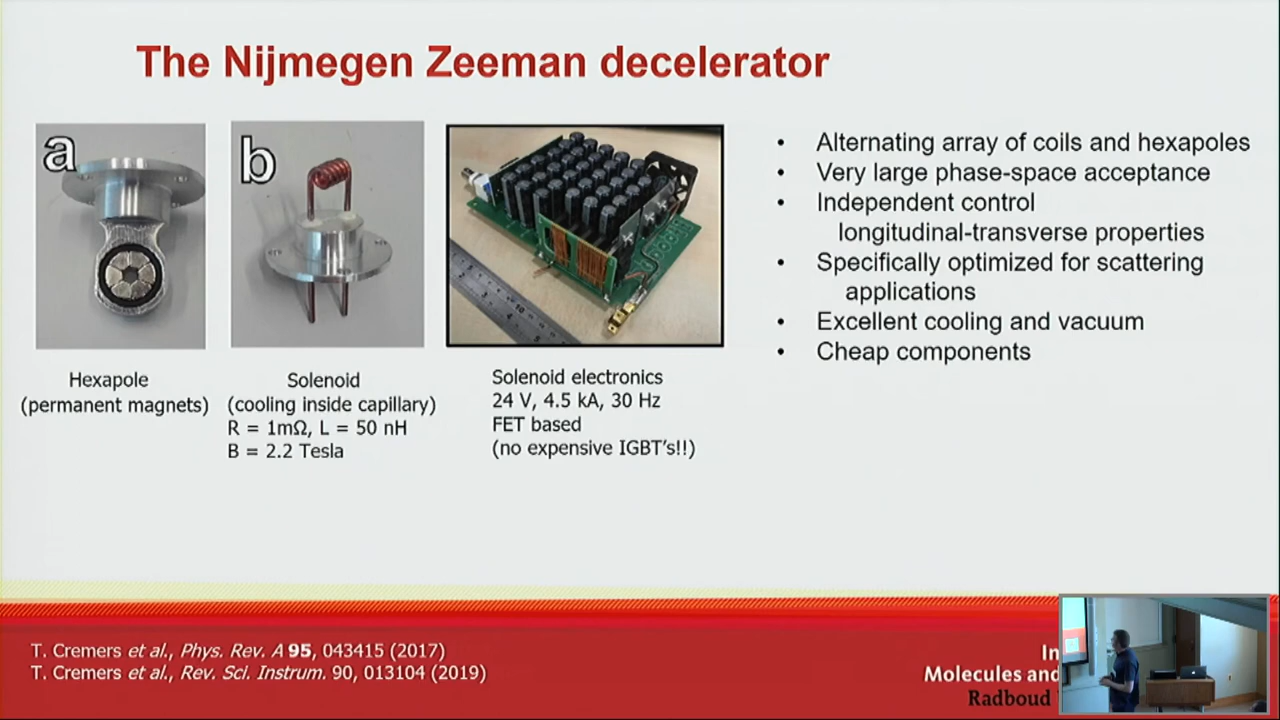 The Nijmegen Zeeman decelerator
a
b
Hexapole
(permanent magnets)
Solenoid
(cooling inside capillary)
R = 1mΩ, L = 50 nH
B = 2.2 Tesla
Solenoid electronics
24 V, 4.5 kA, 30 Hz
FET based
(no expensive IGBT's!!)
• Alternating array of coils and hexapoles
• Very large phase-space acceptance
• Independent control
longitudinal-transverse properties
• Specifically optimized for scattering
applications
• Excellent cooling and vacuum
• Cheap components
T. Cremers et al., Phys. Rev. A 95, 043415 (2017)
T. Cremers et al., Rev. Sci. Instrum. 90, 013104 (2019)
In
Molecules and
Radboud